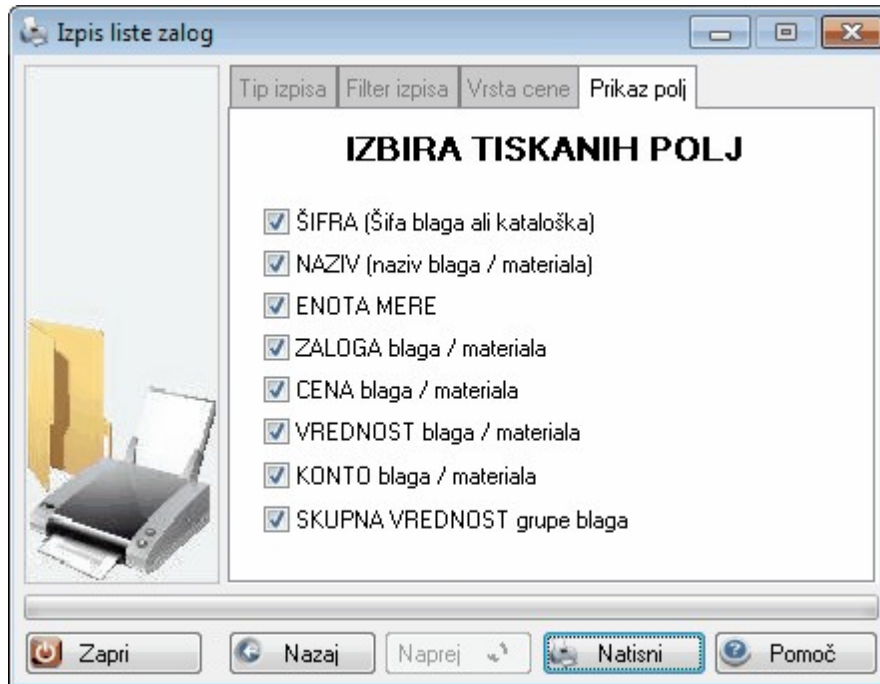 Izpis liste zalog
Tip izpisa Filter izpisa Vrsta cene Prikaz polj
IZBIRA TISKANIH POLJ
ŠIFRA (Šifa blaga ali kataloška)
NAZIV (naziv blaga / materiala)
ENOTA MERE
ZALOGA blaga / materiala
CENA blaga / materiala
VREDNOST blaga / materiala
KONTO blaga / materiala
SKUPNA VREDNOST grupe blaga
Zapri Nazaj Naprej Natisni Pomoč